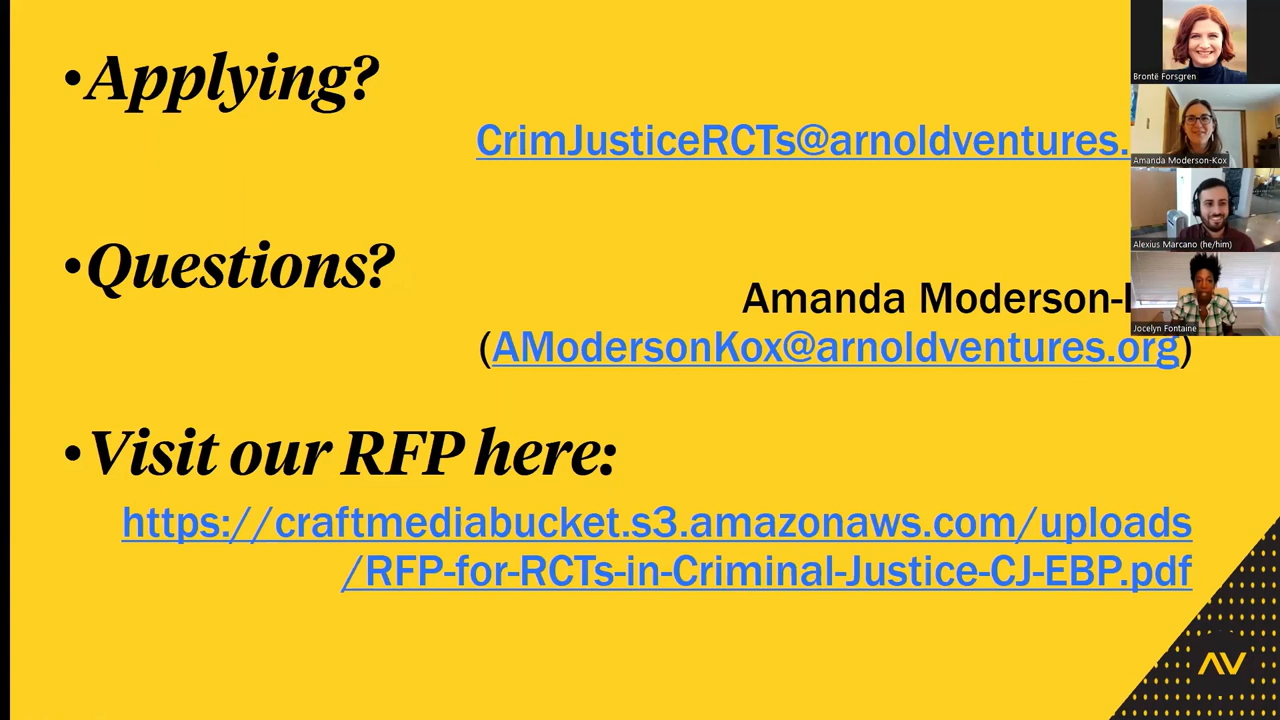 •Applying?
CrimJusticeRCTs@arnoldventures.
•Questions?
Amanda Moderson-
(AModersonKox@arnoldventures.org)
•Visit our RFP here:
https://craftmediabucket.s3.amazonaws.com/uploads
/RFP-for-RCTs-in-Criminal-Justice-CJ-EBP.pdf
Brontë Forsgren
Amanda Moderson-Kox
Alexius Marcano (he/him)
Jocelyn Fontaine
AV